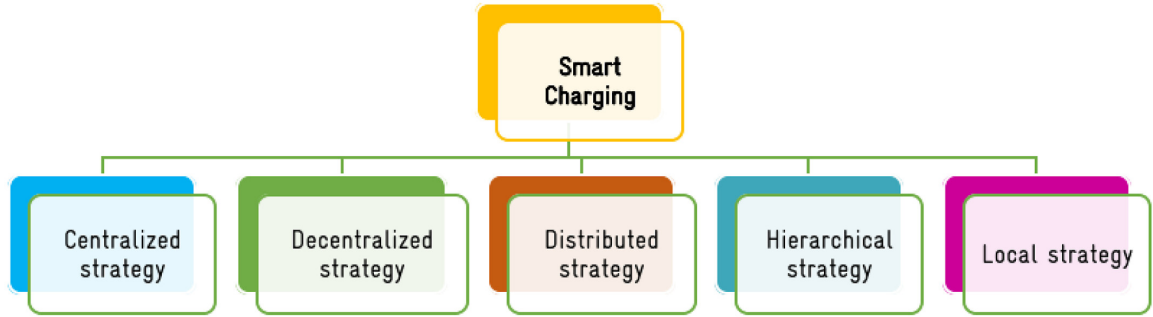 Smart
Charging
Centralized
strategy
Decentralized
strategy
Distributed
strategy
Hierarchical
strategy
Local strategy